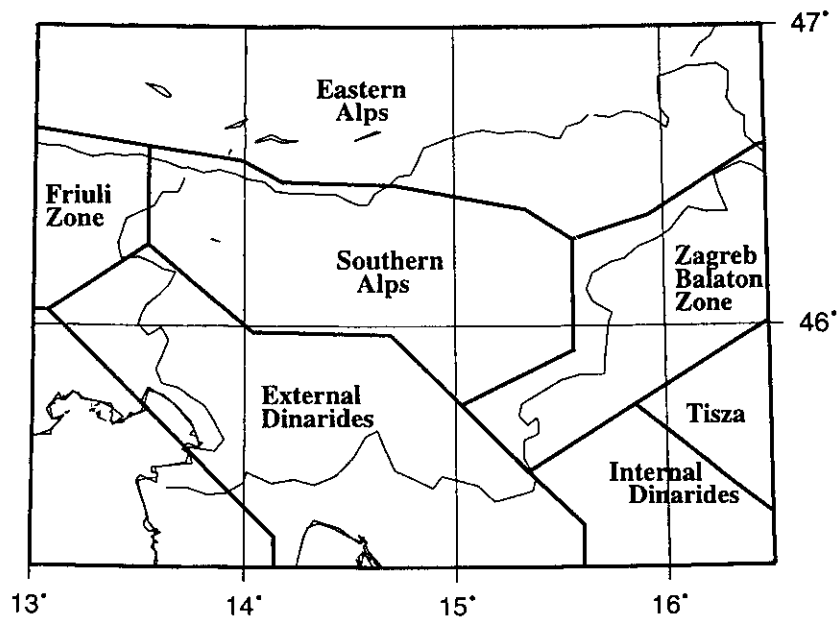 47°
Eastern
Alps
Friuli
Zone
Southern
Alps
Zagreb
Balaton
Zone
46°
External
Dinarides
Tisza
Internal
Dinarides
13°
14°
15°
16°